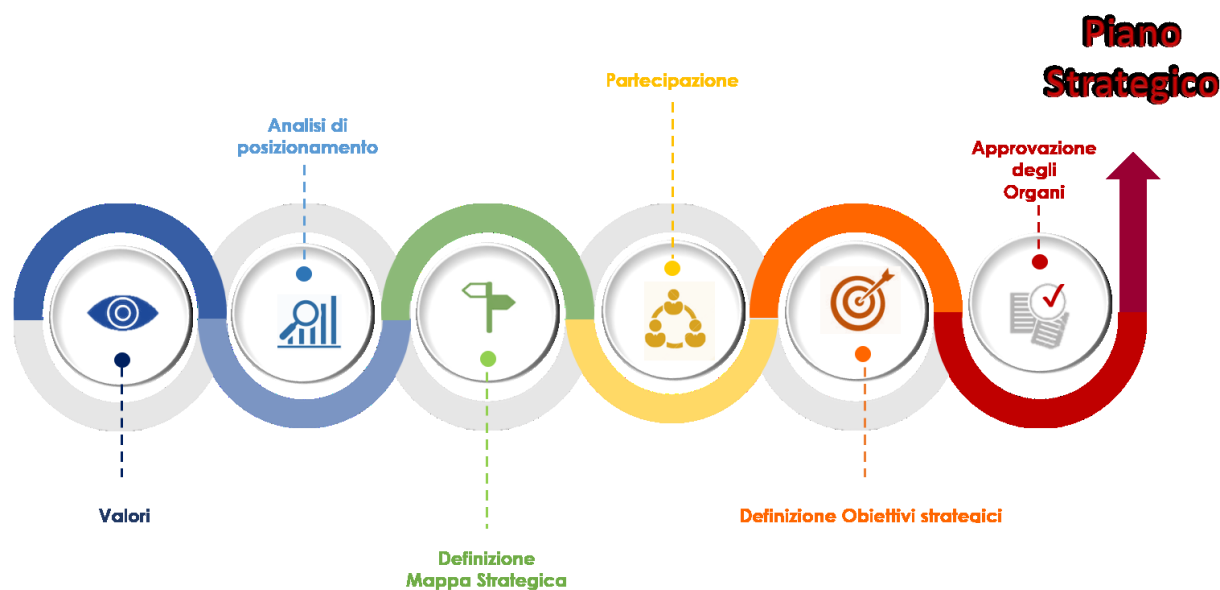 Piano
Strategico
Partecipazione
Analisi di
posizionamento
Approvazione
degli
Organi
Valori
Definizione Obiettivi strategici
Definizione
Mappa Strategica